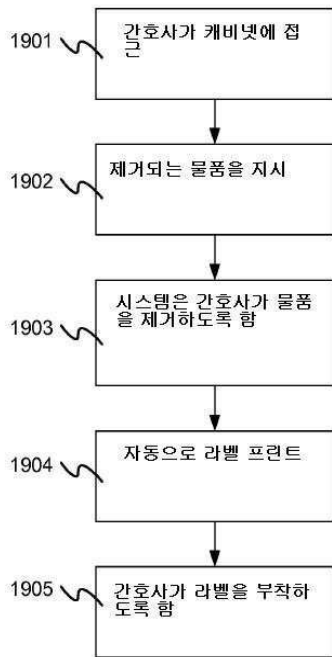 1901
간호사가 캐비넷에 접
근
1902
제거되는 물품을 지시
1903
시스템은 간호사가 물품
을 제거하도록 함
1904
자동으로 라벨 프린트
1905
간호사가 라벨을 부착하
도록 함